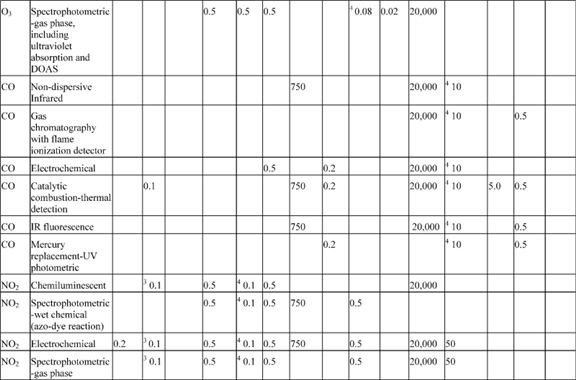 O3 Spectrophotometric 0.5 0.5 0.5 4 0.08 0.02 20,000
-gas phase,
including
ultraviolet
absorption and
DOAS
CO Non-dispersive 750 20,000 4 10
Infrared
CO Gas 20,000 4 10 0.5
chromatography
with flame
ionization detector
CO Electrochemical 0.5 0.2 20,000 4 10
CO Catalytic 0.1 750 0.2 20,000 4 10 5.0 0.5
combustion-thermal
detection
CO IR fluorescence 750 20,000 4 10 0.5
CO Mercury 0.2 4 10 0.5
replacement-UV
photometric
NO2 Chemiluminescent 3 0.1 0.5 4 0.1 0.5 20,000
NO2 Spectrophotometric 0.5 4 0.1 0.5 750 0.5
-wet chemical
(azo-dye reaction)
NO2 Electrochemical 0.2 3 0.1 0.5 4 0.1 0.5 750 0.5 20,000 50
NO2 Spectrophotometric 3 0.1 0.5 4 0.1 0.5 0.5 20,000 50
-gas phase